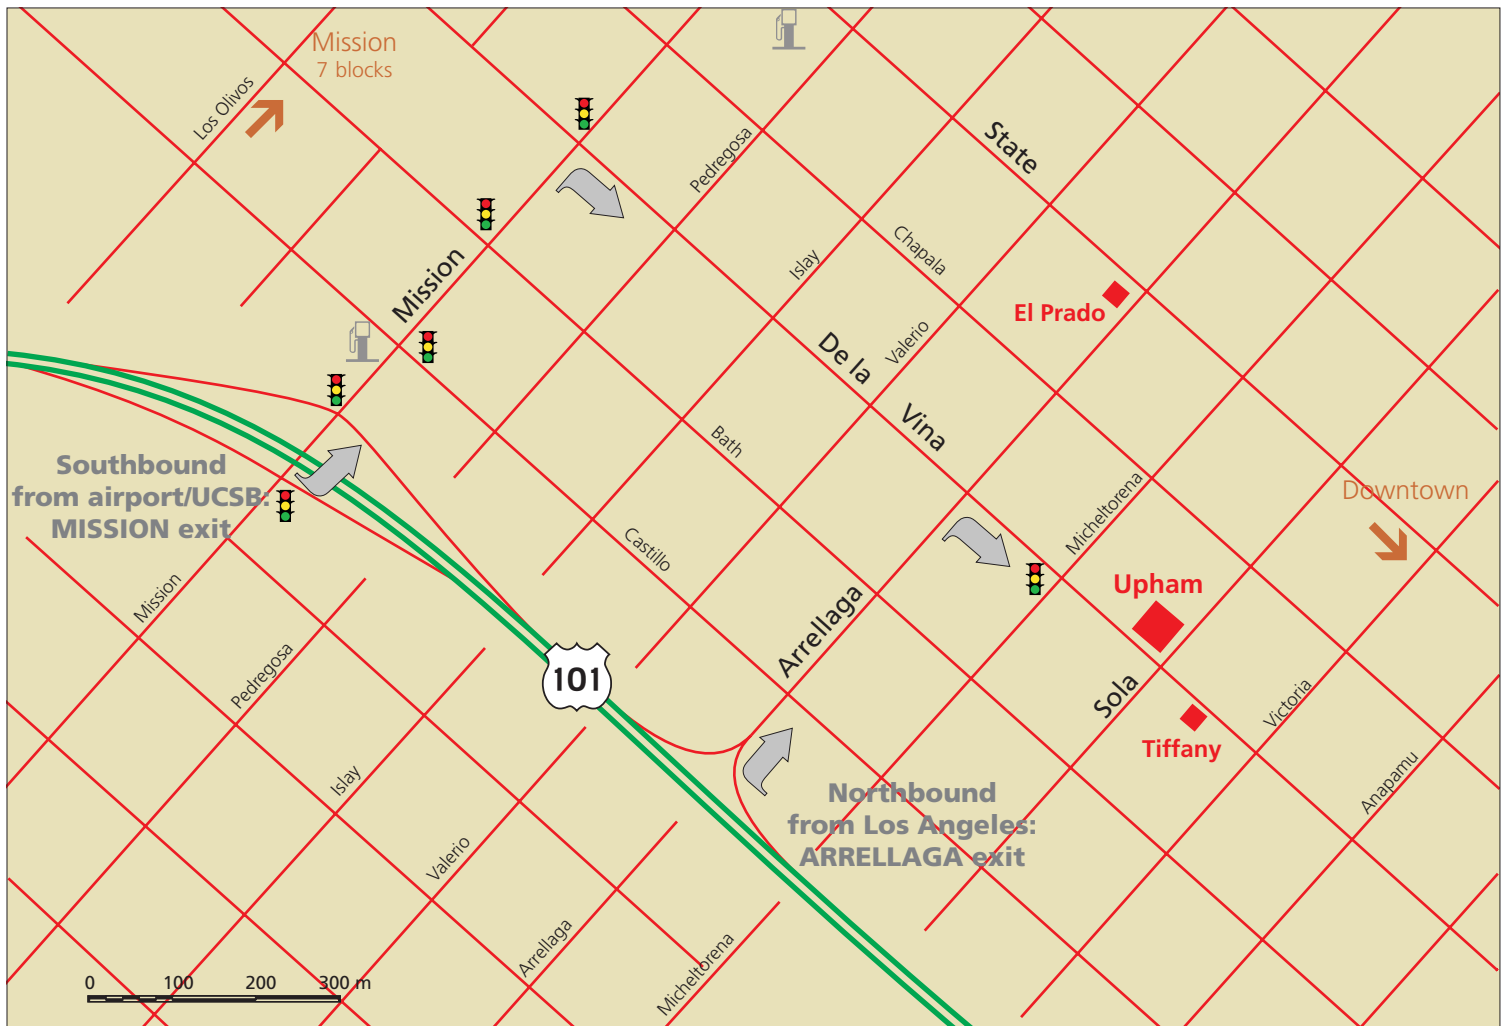 Mission
7 blocks
Los Olivos
State
Pedregosa
Chapala
Islay
Mission
El Prado
Valerio
De la
Vina
Bath
Southbound
from airport/UCSB:
MISSION exit
Downtown
Micheltorena
Castillo
Upham
Mission
Arrellaga
Pedregosa
101
Sola
Victoria
Tiffany
Islay
Anapamu
Northbound
from Los Angeles:
ARRELLAGA exit
Valerio
Arrellaga
Micheltorena
0 100 200 300 m